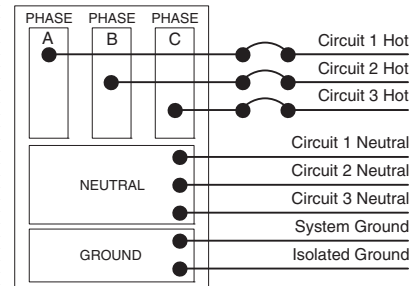 PHASE PHASE PHASE
A B C
Circuit 1 Hot
Circuit 2 Hot
Circuit 3 Hot
Circuit 1 Neutral
NEUTRAL
Circuit 2 Neutral
Circuit 3 Neutral
System Ground
GROUND
Isolated Ground